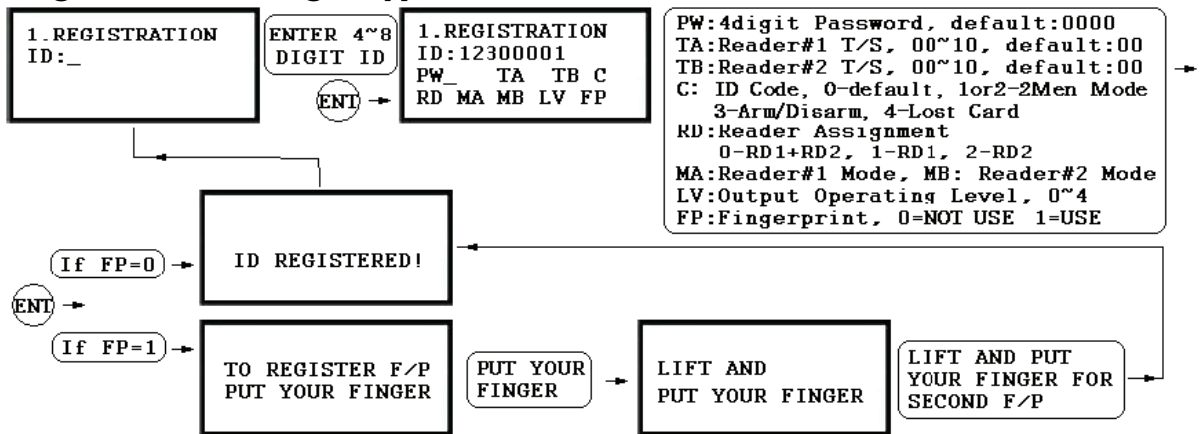 1.REGISTRATION
ID:_
ENTER 4~8
DIGIT ID
ENT
1.REGISTRATION
ID:12300001
PW_ TA TB C
RD MA MB LV FP
PW:4digit Password, default:0000
TA:Reader#1 T/S, 00~10, default:00
TB:Reader#2 T/S, 00~10, default:00
C: ID Code, 0-default, 1or2-2Men Mode
3-Arm/Disarm, 4-Lost Card
RD:Reader Assignment
0-RD1+RD2, 1-RD1, 2-RD2
MA:Reader#1 Mode, MB: Reader#2 Mode
LV:Output Operating Level, 0~4
FP:Fingerprint, 0=NOT USE 1=USE
If FP=0
ID REGISTERED!
ENT
If FP=1
TO REGISTER F/P
PUT YOUR FINGER
PUT YOUR
FINGER
LIFT AND
PUT YOUR FINGER
LIFT AND PUT
YOUR FINGER FOR
SECOND F/P